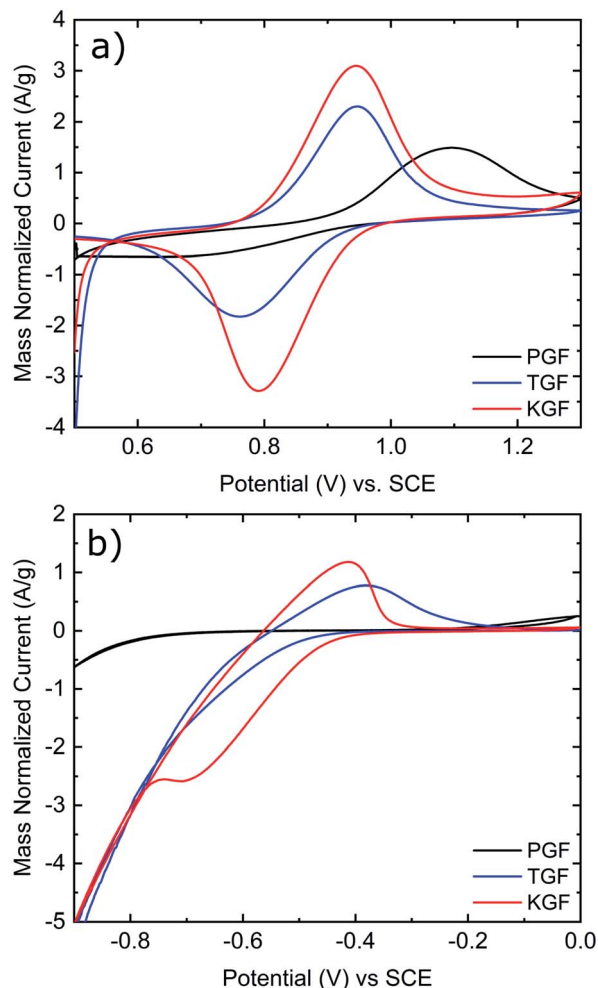 a)
Mass Normalized Current (A/g)
4
3
2
1
0
-1
-2
-3
-4
PGF
TGF
KGF
0.6 0.8 1.0 1.2
Potential (V) vs. SCE
b)
Mass Normalized Current (A/g)
2
1
0
-1
-2
-3
-4
-5
PGF
TGF
KGF
-0.8 -0.6 -0.4 -0.2 0.0
Potential (V) vs SCE